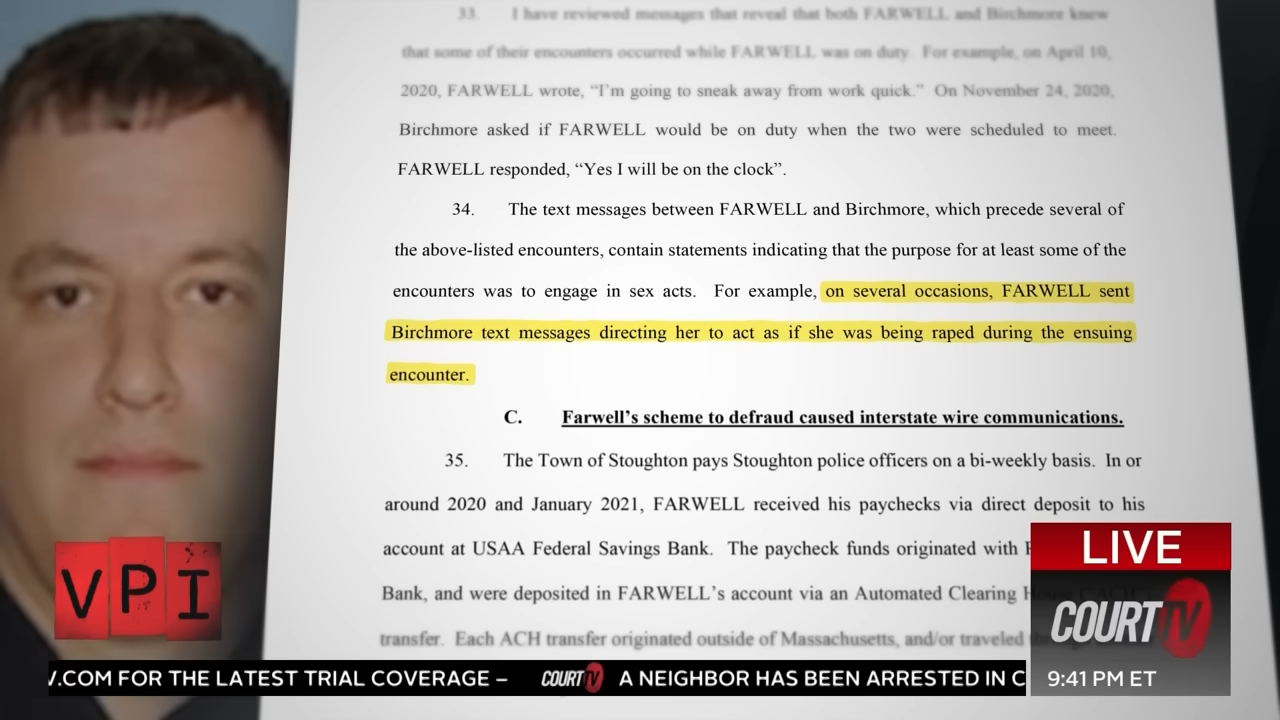 33. I have reviewed messages that reveal that both FARWELL and Birchmore knew
that some of their encounters occurred while FARWELL was on duty. For example, on April 10,
2020, FARWELL wrote, “I’m going to sneak away from work quick.” On November 24, 2020,
Birchmore asked if FARWELL would be on duty when the two were scheduled to meet.
FARWELL responded, “Yes I will be on the clock”.
34. The text messages between FARWELL and Birchmore, which precede several of
the above-listed encounters, contain statements indicating that the purpose for at least some of the
encounters was to engage in sex acts. For example, on several occasions, FARWELL sent
Birchmore text messages directing her to act as if she was being raped during the ensuing
encounter.
C. Farwell’s scheme to defraud caused interstate wire communications.
35. The Town of Stoughton pays Stoughton police officers on a bi-weekly basis. In or
around 2020 and January 2021, FARWELL received his paychecks via direct deposit to his
account at USAA Federal Savings Bank. The paycheck funds originated with
Bank, and were deposited in FARWELL’s account via an Automated Clearing
transfer. Each ACH transfer originated outside of Massachusetts, and/or traveled
VPI
LIVE
COURT TV
9:41 PM ET
V.COM FOR THE LATEST TRIAL COVERAGE – COURT TV A NEIGHBOR HAS BEEN ARRESTED IN C